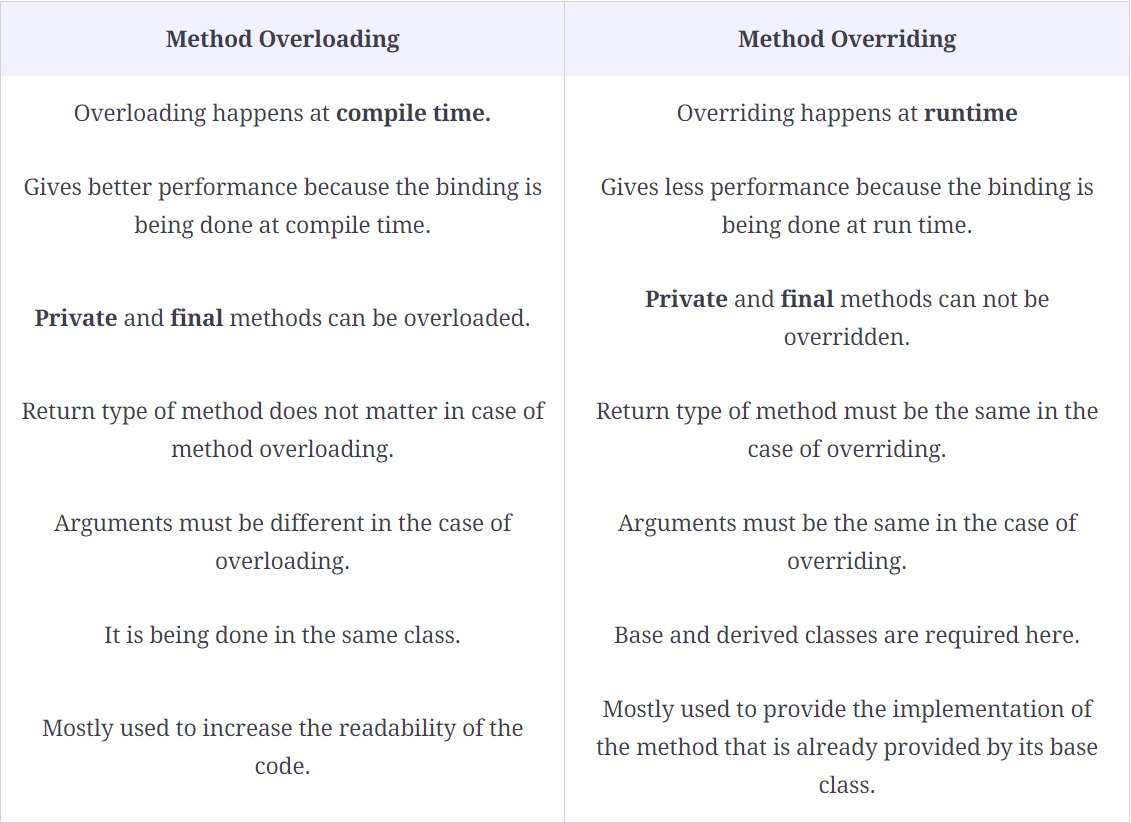 Method Overloading
Method Overriding
Overloading happens at compile time.
Overriding happens at runtime
Gives better performance because the binding is
being done at compile time.
Gives less performance because the binding is
being done at run time.
Private and final methods can be overloaded.
Private and final methods can not be
overridden.
Return type of method does not matter in case of
method overloading.
Return type of method must be the same in the
case of overriding.
Arguments must be different in the case of
overloading.
Arguments must be the same in the case of
overriding.
It is being done in the same class.
Base and derived classes are required here.
Mostly used to increase the readability of the
code.
Mostly used to provide the implementation of
the method that is already provided by its base
class.